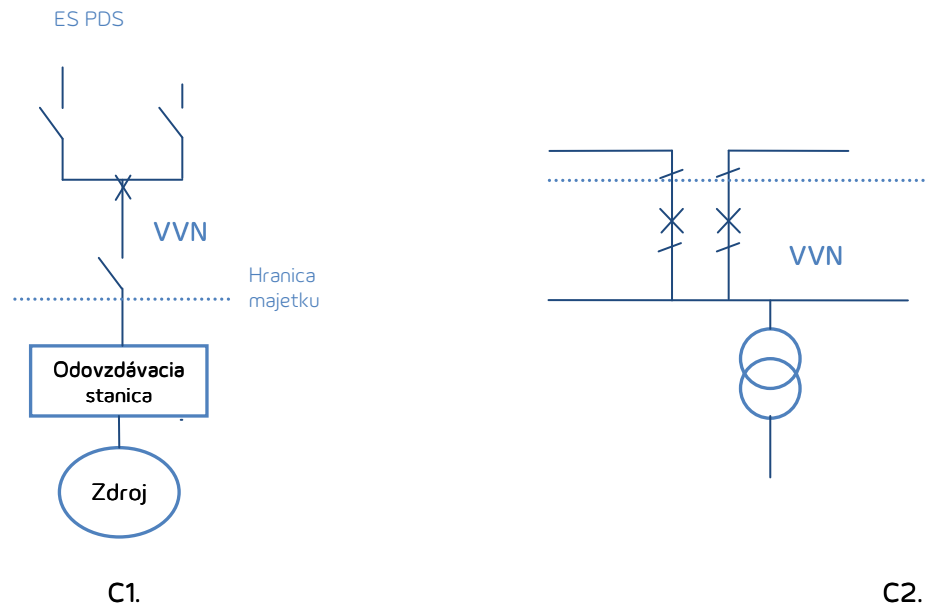 ES PDS
VVN
Hranica
majetku
Odovzdávacia
stanica
Zdroj
C1.
VVN
C2.